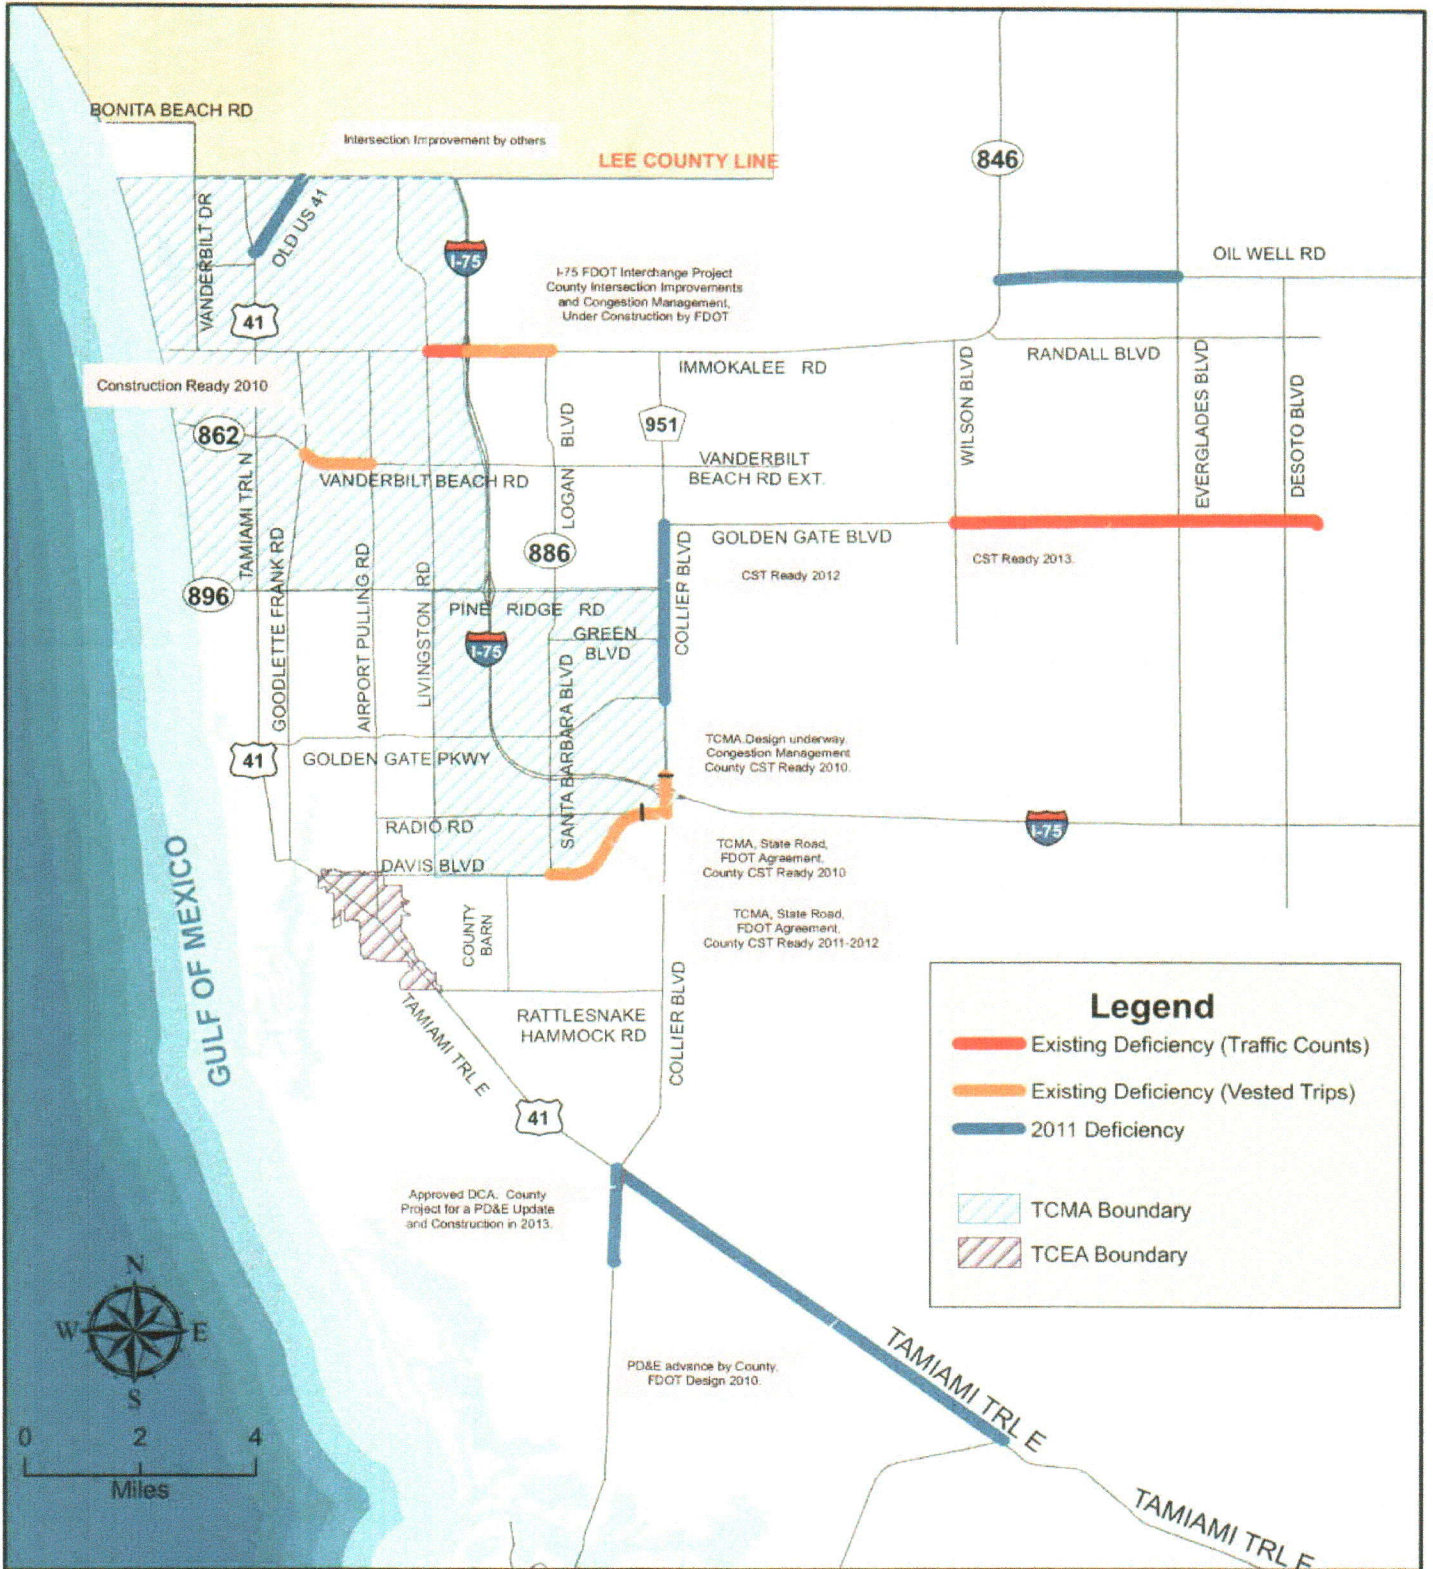 BONITA BEACH RD
Intersection Improvement by others
LEE COUNTY LINE
846
VANDERBILT DR
OLD US 41
I-75
OIL WELL RD
I-75 FDOT Interchange Project
County Intersection Improvements
and Congestion Management,
Under Construction by FDOT
41
RANDALL BLVD
IMMOKALEE RD
Construction Ready 2010
951
862
LOGAN BLVD
WILSON BLVD
EVERGLADES BLVD
DESOTO BLVD
VANDERBILT
BEACH RD EXT.
VANDERBILT BEACH RD
TAMIAMI TRL N
GOLDEN GATE BLVD
886
CST Ready 2013.
CST Ready 2012
896
GOODLETTE FRANK RD
AIRPORT PULLING RD
LIVINGSTON RD
PINE RIDGE RD
COLLIER BLVD
GREEN
BLVD
I-75
SANTA BARBARA BLVD
41
GOLDEN GATE PKWY
TCMA Design underway.
Congestion Management
County CST Ready 2010.
RADIO RD
I-75
TCMA, State Road,
FDOT Agreement,
County CST Ready 2010
DAVIS BLVD
TCMA, State Road,
FDOT Agreement,
County CST Ready 2011-2012
COUNTY
BARN
GULF OF MEXICO
TAMIAMI TRL E
RATTLESNAKE
HAMMOCK RD
COLLIER BLVD
41
Legend
Existing Deficiency (Traffic Counts)
Existing Deficiency (Vested Trips)
2011 Deficiency
TCMA Boundary
TCEA Boundary
Approved DCA. County
Project for a PD&E Update
and Construction in 2013.
N
W E
S
PD&E advance by County.
FDOT Design 2010.
TAMIAMI TRL E
0 2 4
Miles
TAMIAMI TRL E